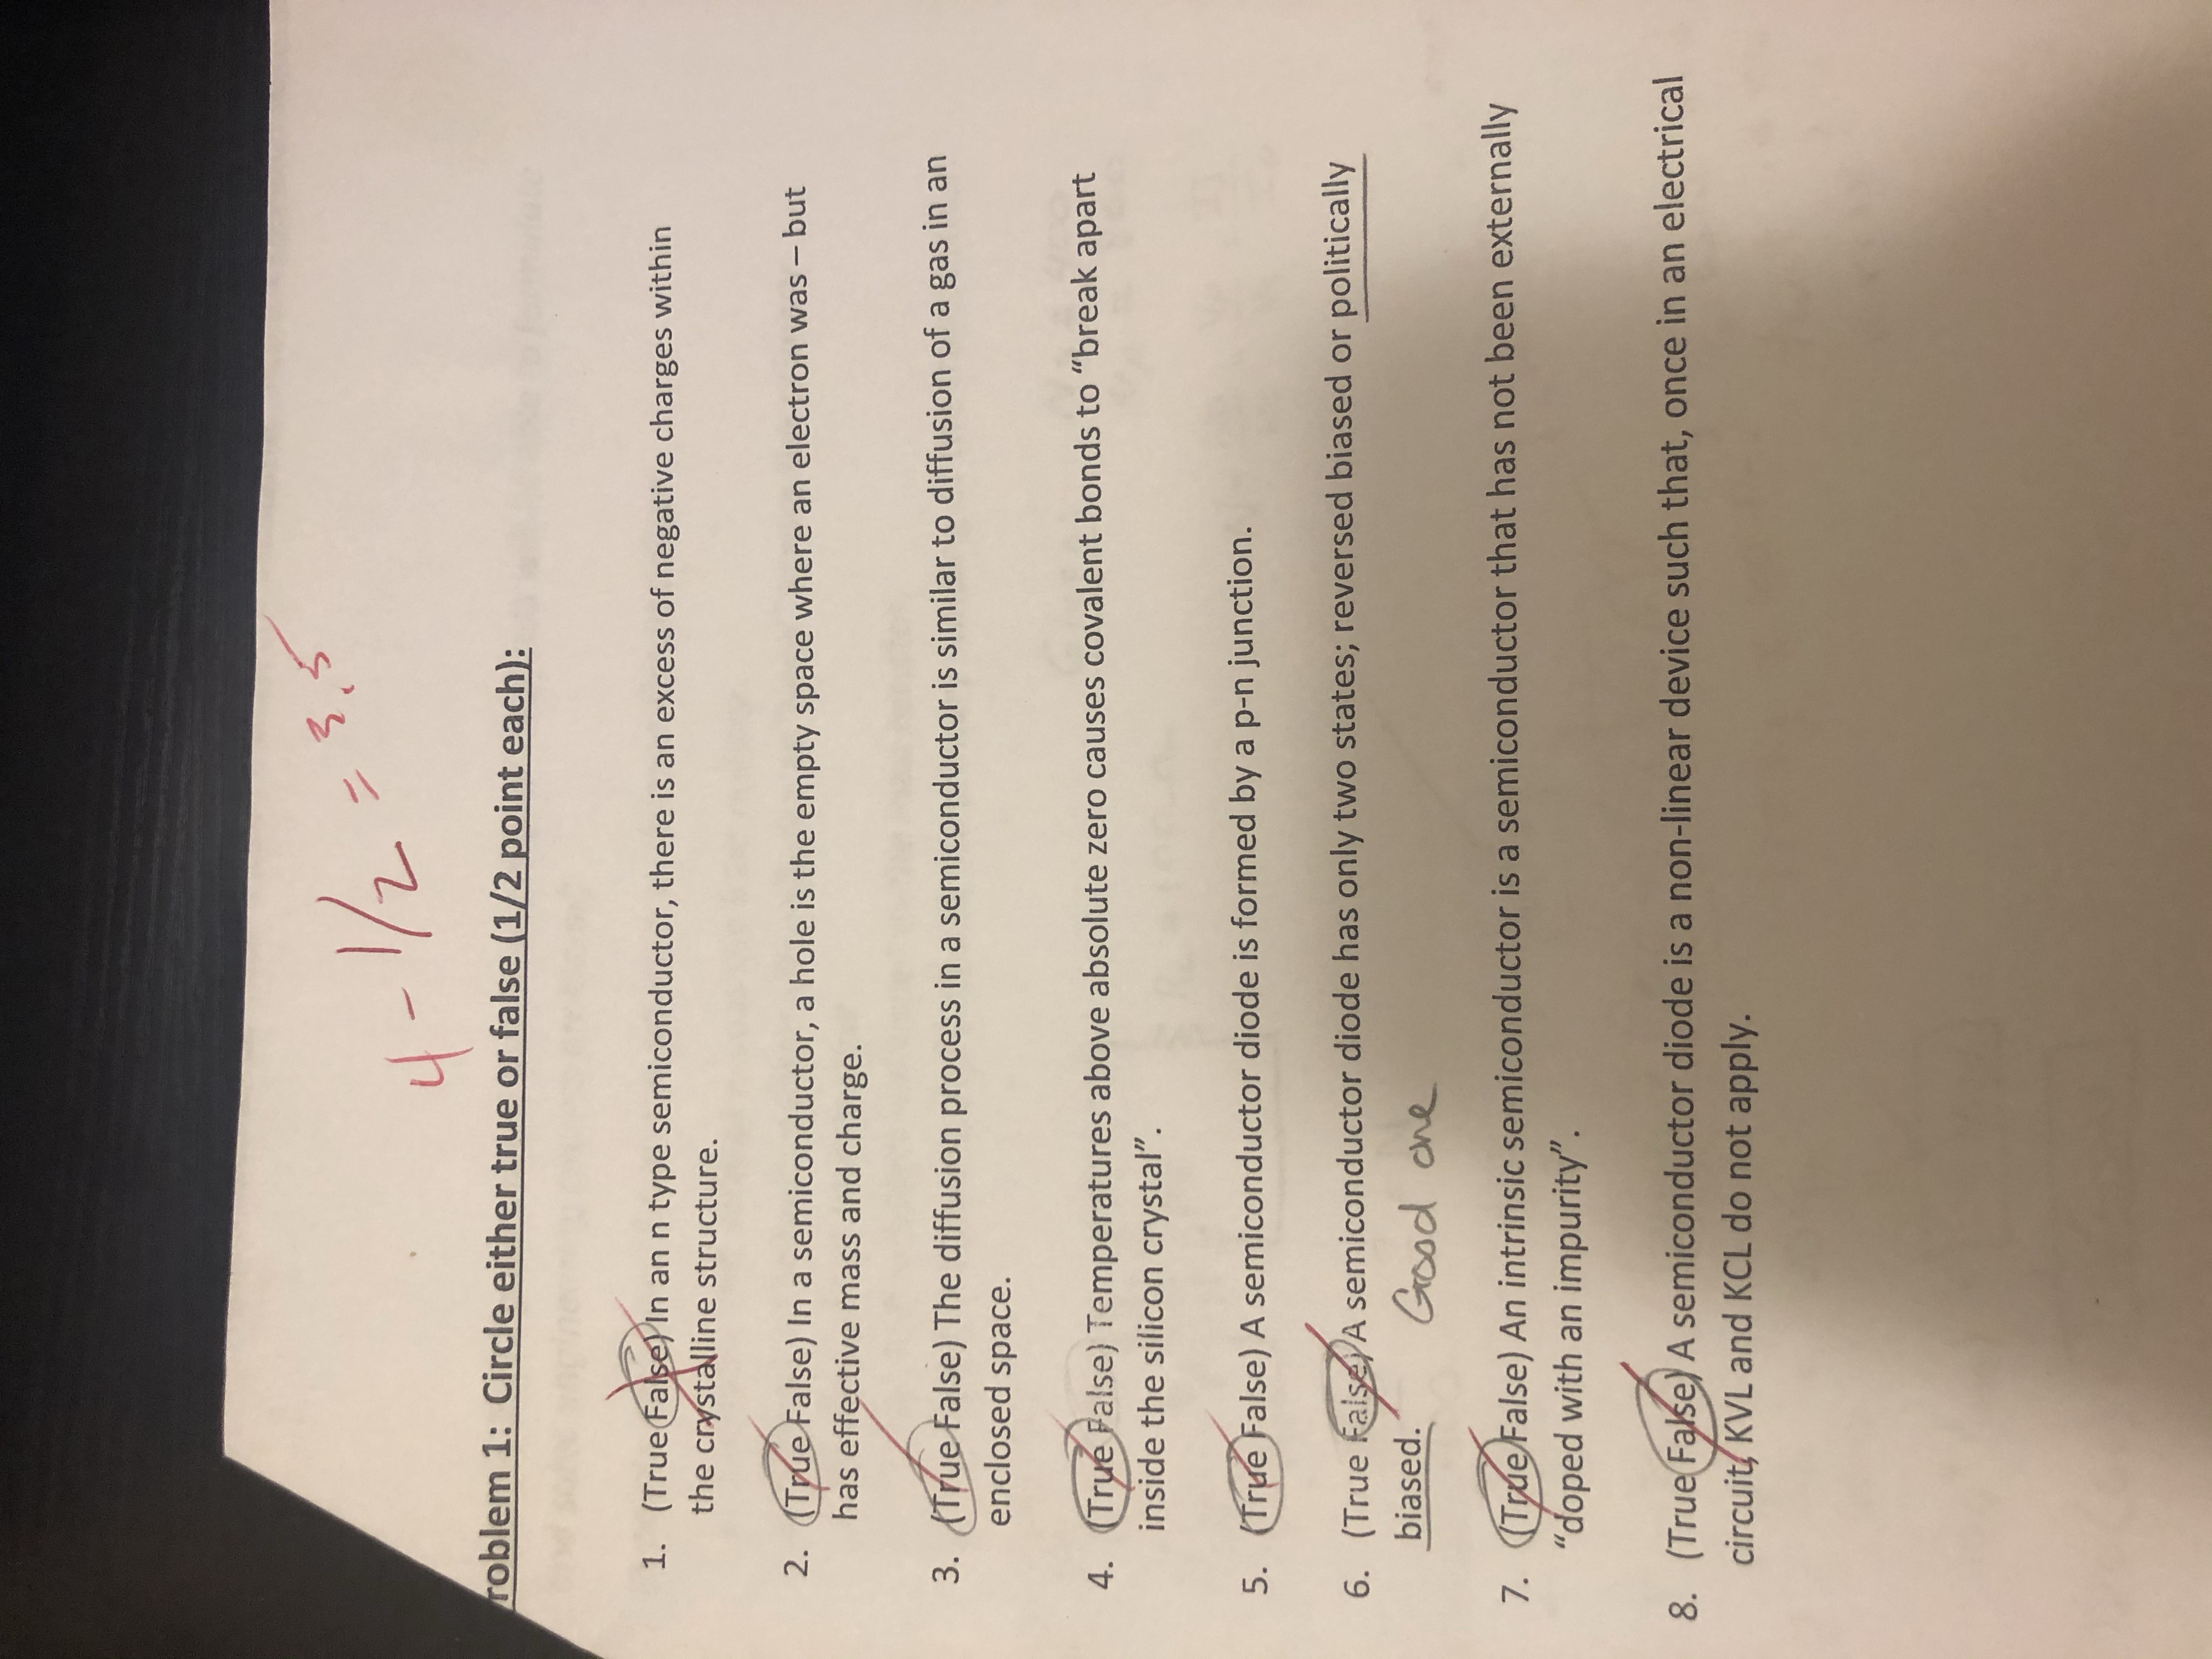 4 - 1/2 = 3.5
roblem 1: Circle either true or false (1/2 point each):
1. (True False) In an n type semiconductor, there is an excess of negative charges within
the crystalline structure.
2. (True False) In a semiconductor, a hole is the empty space where an electron was – but
has effective mass and charge.
3. (True False) The diffusion process in a semiconductor is similar to diffusion of a gas in an
enclosed space.
4. (True False) Temperatures above absolute zero causes covalent bonds to “break apart
inside the silicon crystal”.
5. (True False) A semiconductor diode is formed by a p-n junction.
6. (True False) A semiconductor diode has only two states; reversed biased or politically
biased. Good one
7. (True False) An intrinsic semiconductor is a semiconductor that has not been externally
“doped with an impurity”.
8. (True False) A semiconductor diode is a non-linear device such that, once in an electrical
circuit, KVL and KCL do not apply.